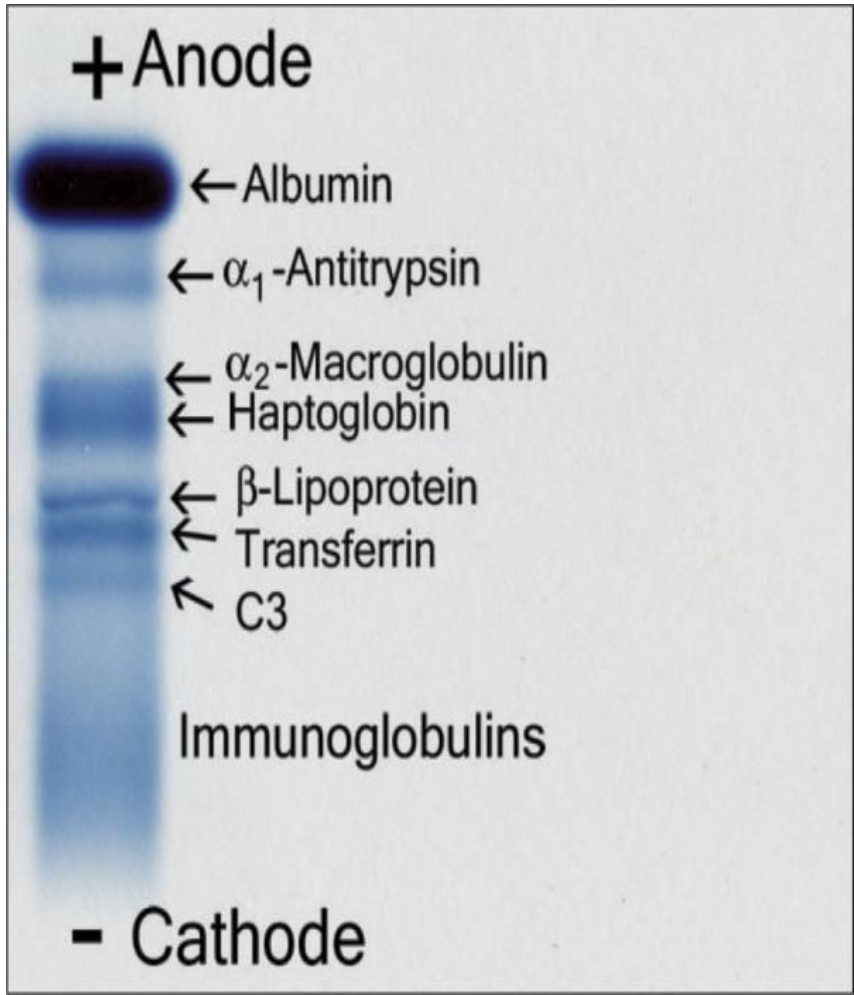 + Anode
←Albumin
← α₁-Antitrypsin
← α₂-Macroglobulin
← Haptoglobin
← β-Lipoprotein
← Transferrin
← C3
Immunoglobulins
- Cathode